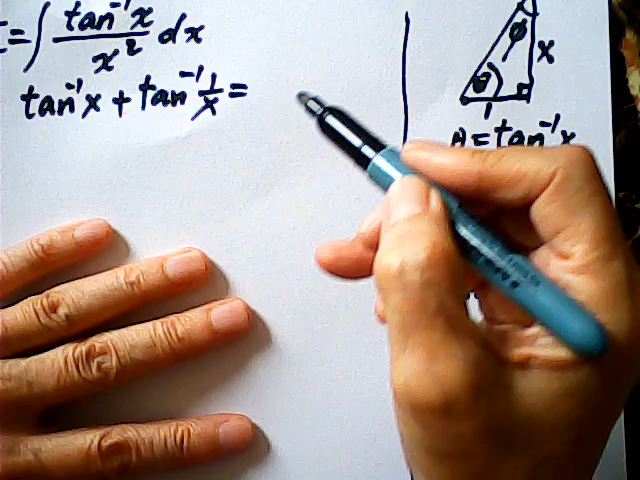 I = ∫ tan⁻¹x / x² dx
tan⁻¹x + tan⁻¹ 1/x =
φ
x
θ
1
θ = tan⁻¹x